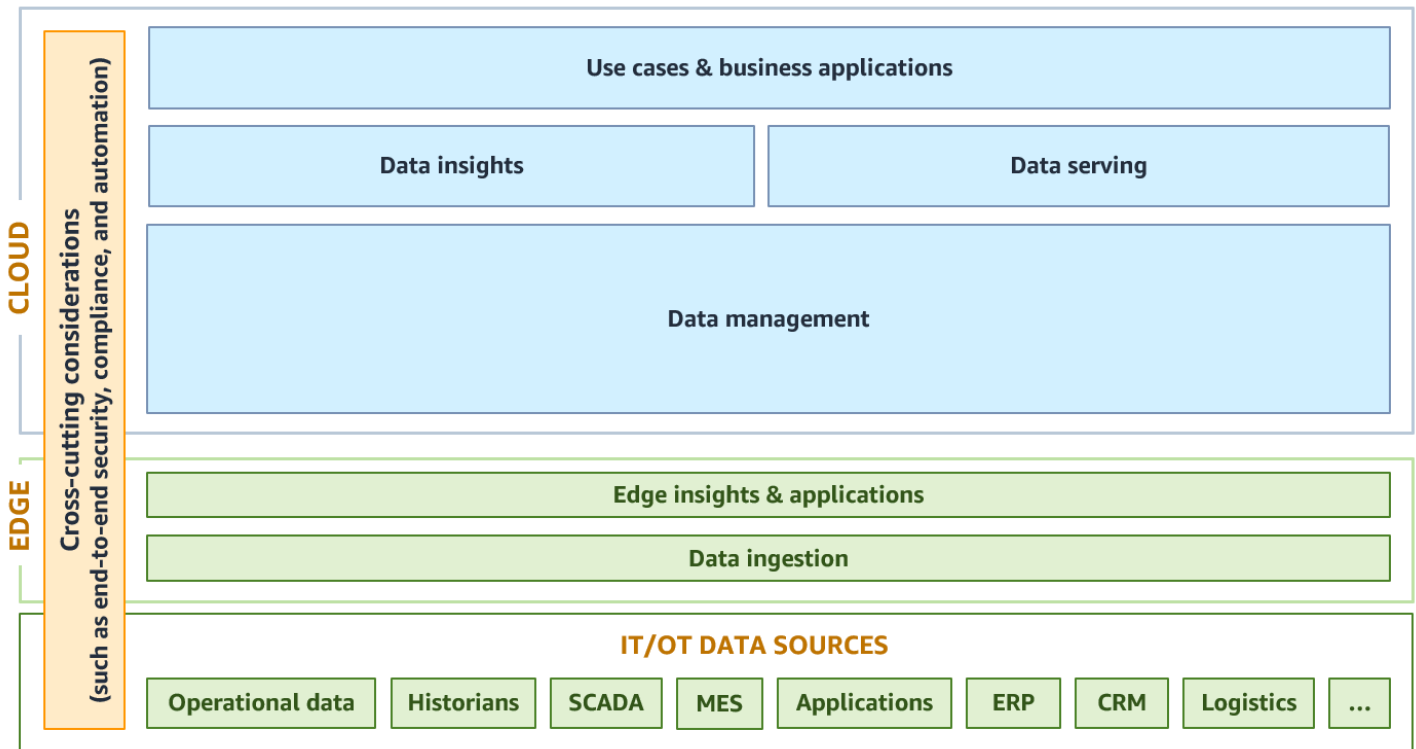 Use cases & business applications
Data insights
Data serving
Data management
CLOUD
Cross-cutting considerations
(such as end-to-end security, compliance, and automation)
EDGE
Edge insights & applications
Data ingestion
IT/OT DATA SOURCES
Operational data
Historians
SCADA
MES
Applications
ERP
CRM
Logistics
...